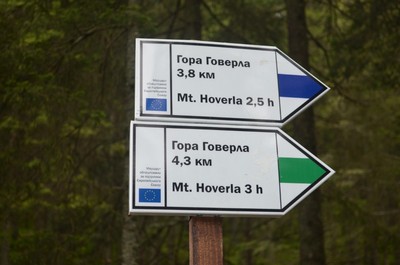 Гора Говерла
3,8 км
Mt. Hoverla 2,5 h
Гора Говерла
4,3 км
Mt. Hoverla 3 h